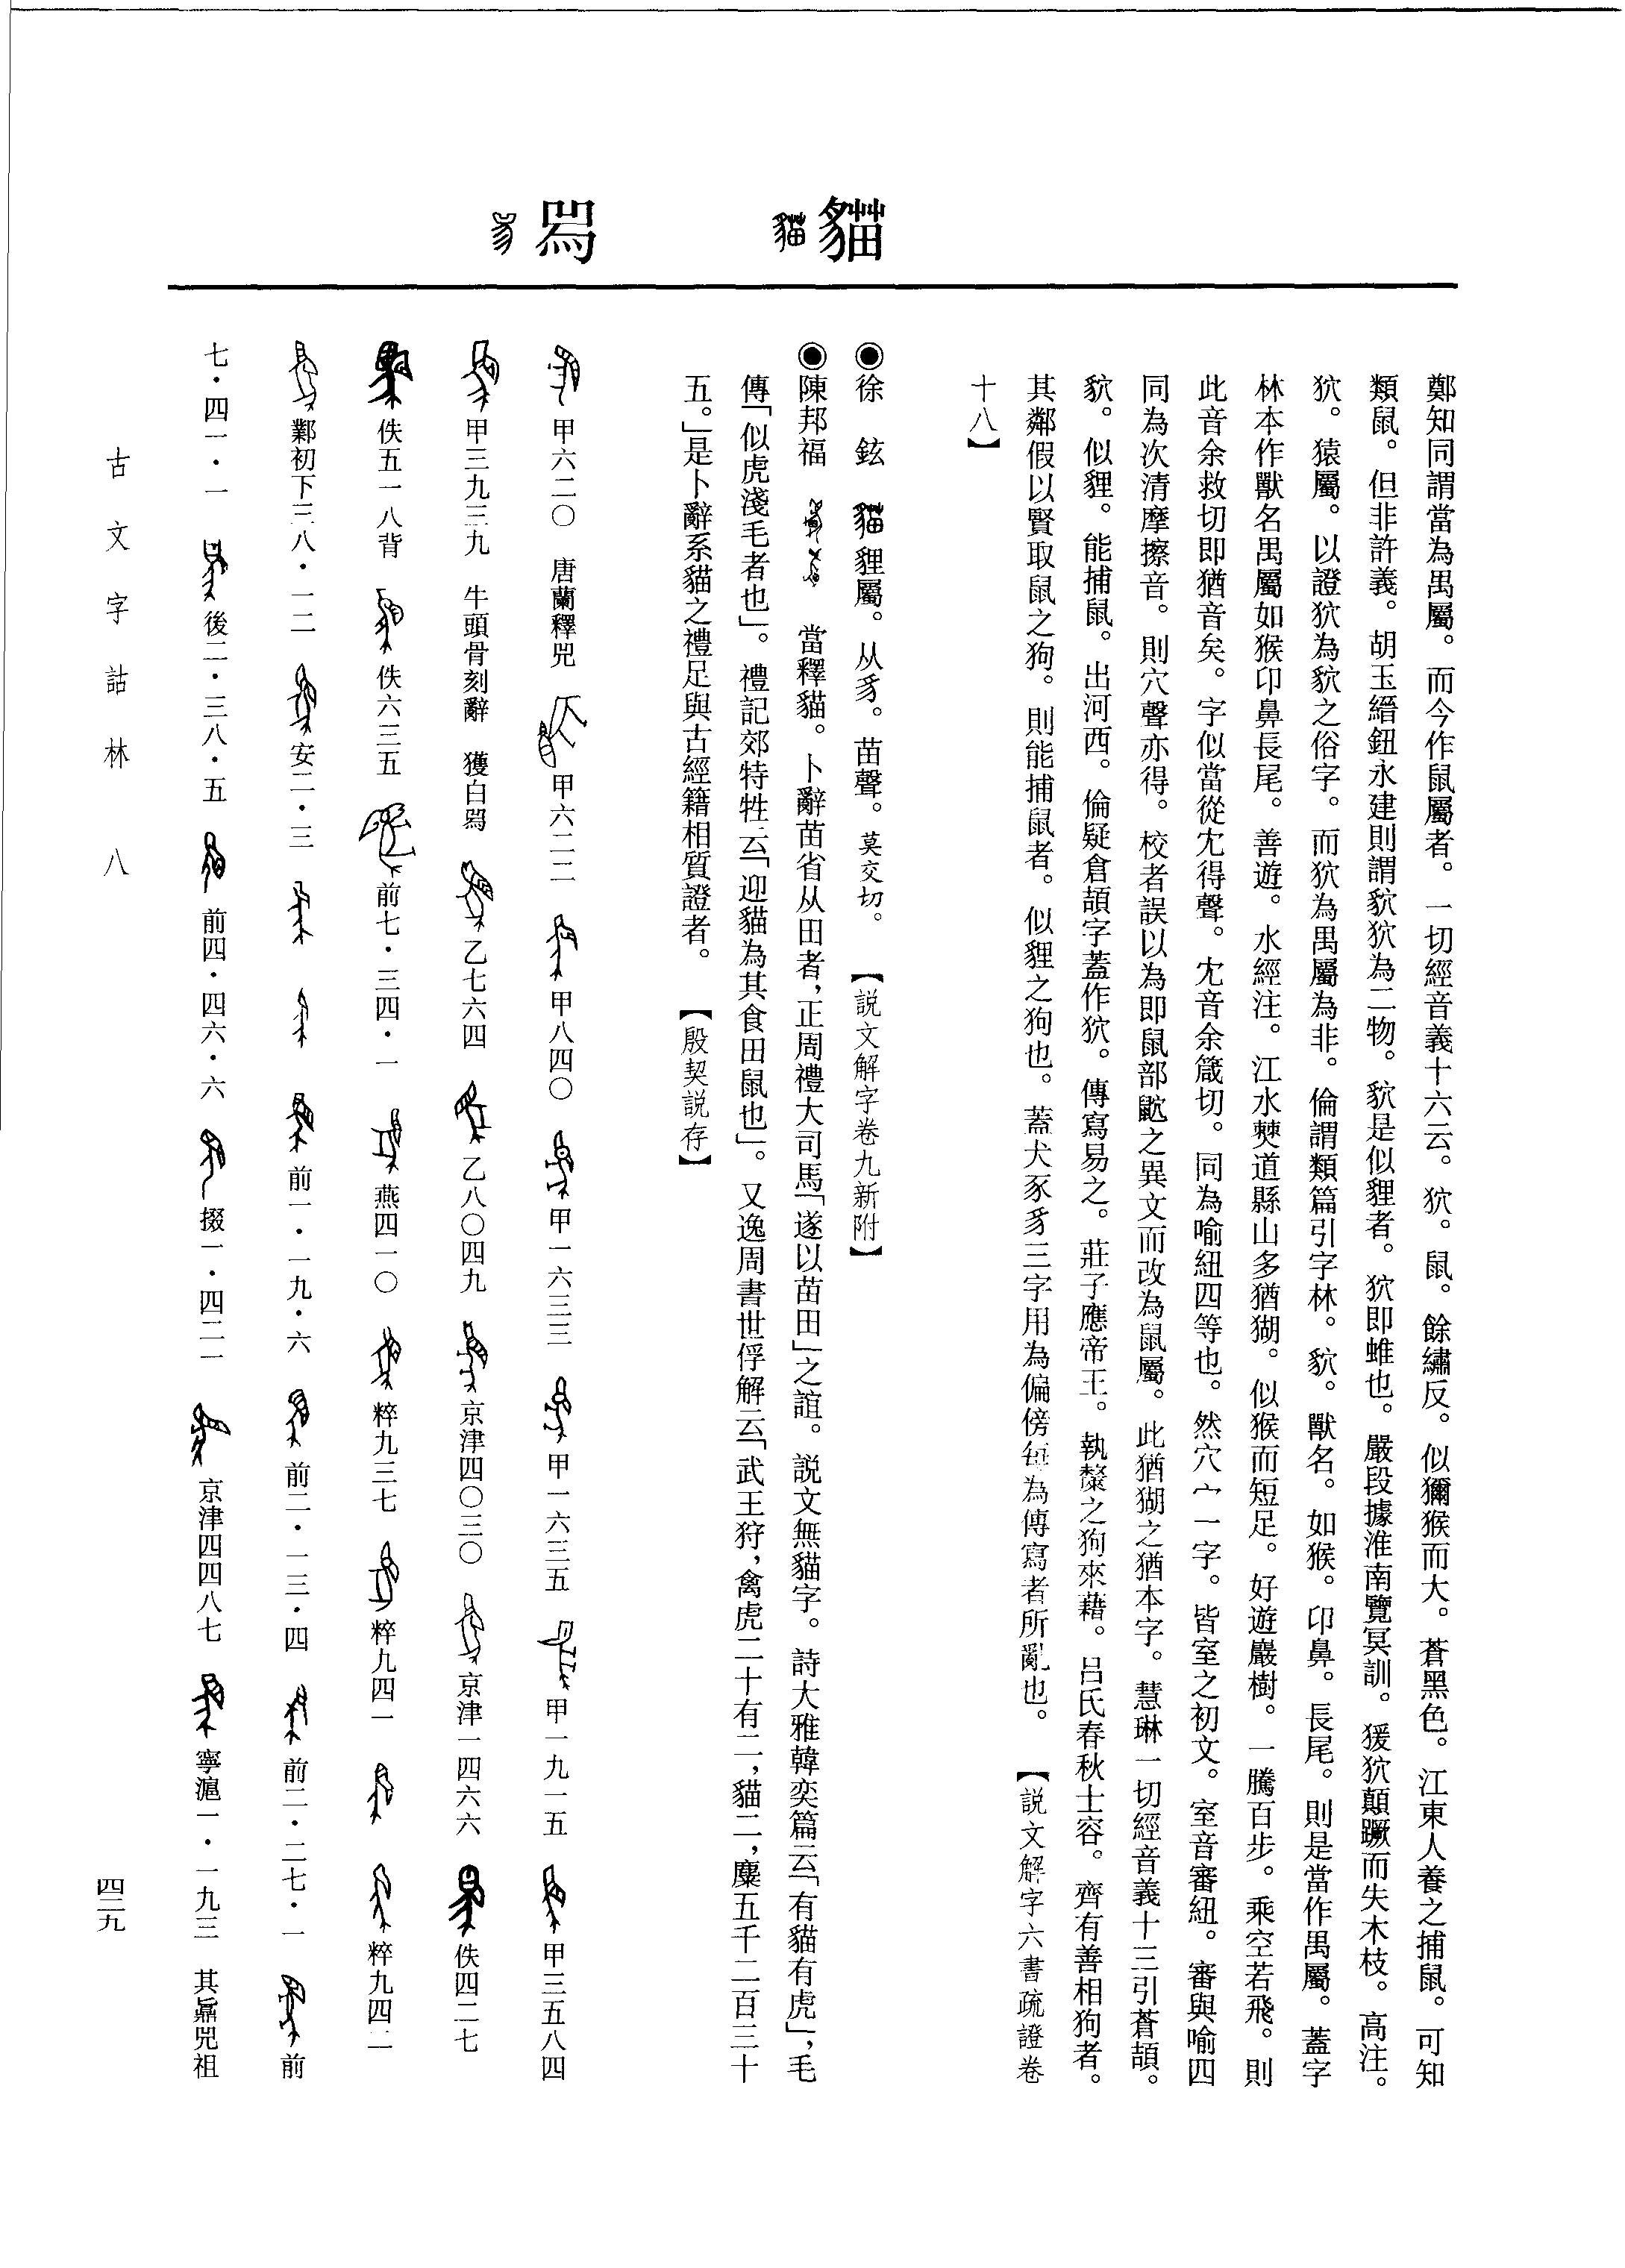 貓
𤉡
鄭知同謂當為禺屬。而今作鼠屬者。一切經音義十六云。狖。鼠。餘繡反。似獼猴而大。蒼黑色。江東人養之捕鼠。可知
類鼠。但非許義。胡玉縉鈕永建則謂貁狖為二物。貁是似貍者。狖即蜼也。嚴段據淮南覽冥訓。猨狖顛蹶而失木枝。高注。
狖。猿屬。以證狖為貁之俗字。而狖為禺屬為非。倫謂類篇引字林。貁。獸名。如猴。卬鼻。長尾。則是當作禺屬。蓋字
林本作獸名禺屬如猴卬鼻長尾。善遊。水經注。江水僰道縣山多猶猢。似猴而短足。好遊巖樹。一騰百步。乘空若飛。則
此音余救切即猶音矣。字似當從冘得聲。冘音余箴切。同為喻紐四等也。然穴宀一字。皆室之初文。室音審紐。審與喻四
同為次清摩擦音。則穴聲亦得。校者誤以為即鼠部鼣之異文而改為鼠屬。此猶猢之猶本字。慧琳一切經音義十三引蒼頡。
貁。似貍。能捕鼠。出河西。倫疑倉頡字蓋作狖。傳寫易之。莊子應帝王。執斄之狗來藉。呂氏春秋士容。齊有善相狗者。
其鄰假以買取鼠之狗。則能捕鼠者。似貍之狗也。蓋犬豕豸三字用為偏傍每為傳寫者所亂也。　【説文解字六書疏證卷
十八】
◉徐　鉉　貍屬。从豸。苗聲。莫交切。　【説文解字卷九新附】
◉陳邦福　當釋貓。卜辭苗省从田者，正周禮大司馬「遂以苗田」之誼。説文無貓字。詩大雅韓奕篇云「有貓有虎」，毛
傳「似虎淺毛者也」。禮記郊特牲云「迎貓為其食田鼠也」。又逸周書世俘解云「武王狩，禽虎二十有二，貓二，麋五千二百三十
五。」是卜辭系貓之禮足與古經籍相質證者。　【殷契説存】
甲六二〇　唐蘭釋兕　甲六二二　甲八四〇　甲一六三三　甲一六三五　甲一九一五　甲三五八四
甲三九三九　牛頭骨刻辭　獲白𤉡　乙七六四　乙八〇四九　京津四〇三〇　京津一四六六　佚四二七
佚五一八背　佚六三五　前七·三四·一　燕四一〇　粹九三七　粹九四一　粹九四二
鄴初下三八·一二　安二·三　前一·一九·六　前二·一三·四　前二·二七·一　前
七·四一·一　後二·三八·五　前四·四六·六　掇一·四二一　京津四四八七　寧滬一·一九三　其鼑兕祖
古文字詁林　八
四二九